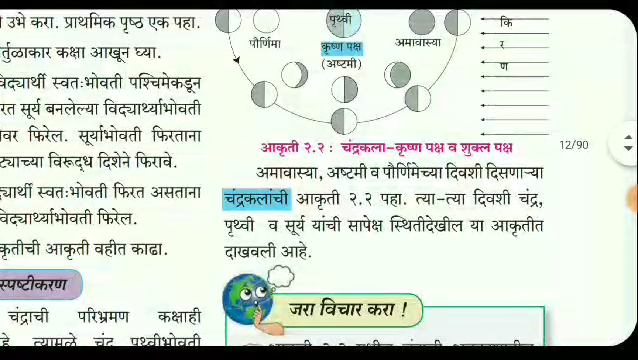 उभे करा. प्राथमिक पृष्ठ एक पहा.
र्तुळाकार कक्षा आखून घ्या.
विद्यार्थी स्वतःभोवती पश्चिमेकडून
रत सूर्य बनलेल्या विद्यार्थ्याभोवती
वर फिरेल. सूर्याभोवती फिरताना
ट्याच्या विरूद्ध दिशेने फिरावे.
द्यार्थी स्वतःभोवती फिरत असताना
विद्यार्थ्याभोवती फिरेल.
कृतीची आकृती वहीत काढा.
स्पष्टीकरण
चंद्राची परिभ्रमण कक्षाही
त्यामुळे चंद्र पृथ्वीभोवती
पृथ्वी
पौर्णिमा
कृष्ण पक्ष
(अष्टमी)
अमावास्या
कि
र
ण
आकृती २.२ : चंद्रकला-कृष्ण पक्ष व शुक्ल पक्ष
अमावास्या, अष्टमी व पौर्णिमेच्या दिवशी दिसणाऱ्या
चंद्रकलांची आकृती २.२ पहा. त्या-त्या दिवशी चंद्र,
पृथ्वी व सूर्य यांची सापेक्ष स्थितीदेखील या आकृतीत
दाखवली आहे.
जरा विचार करा !
12/90